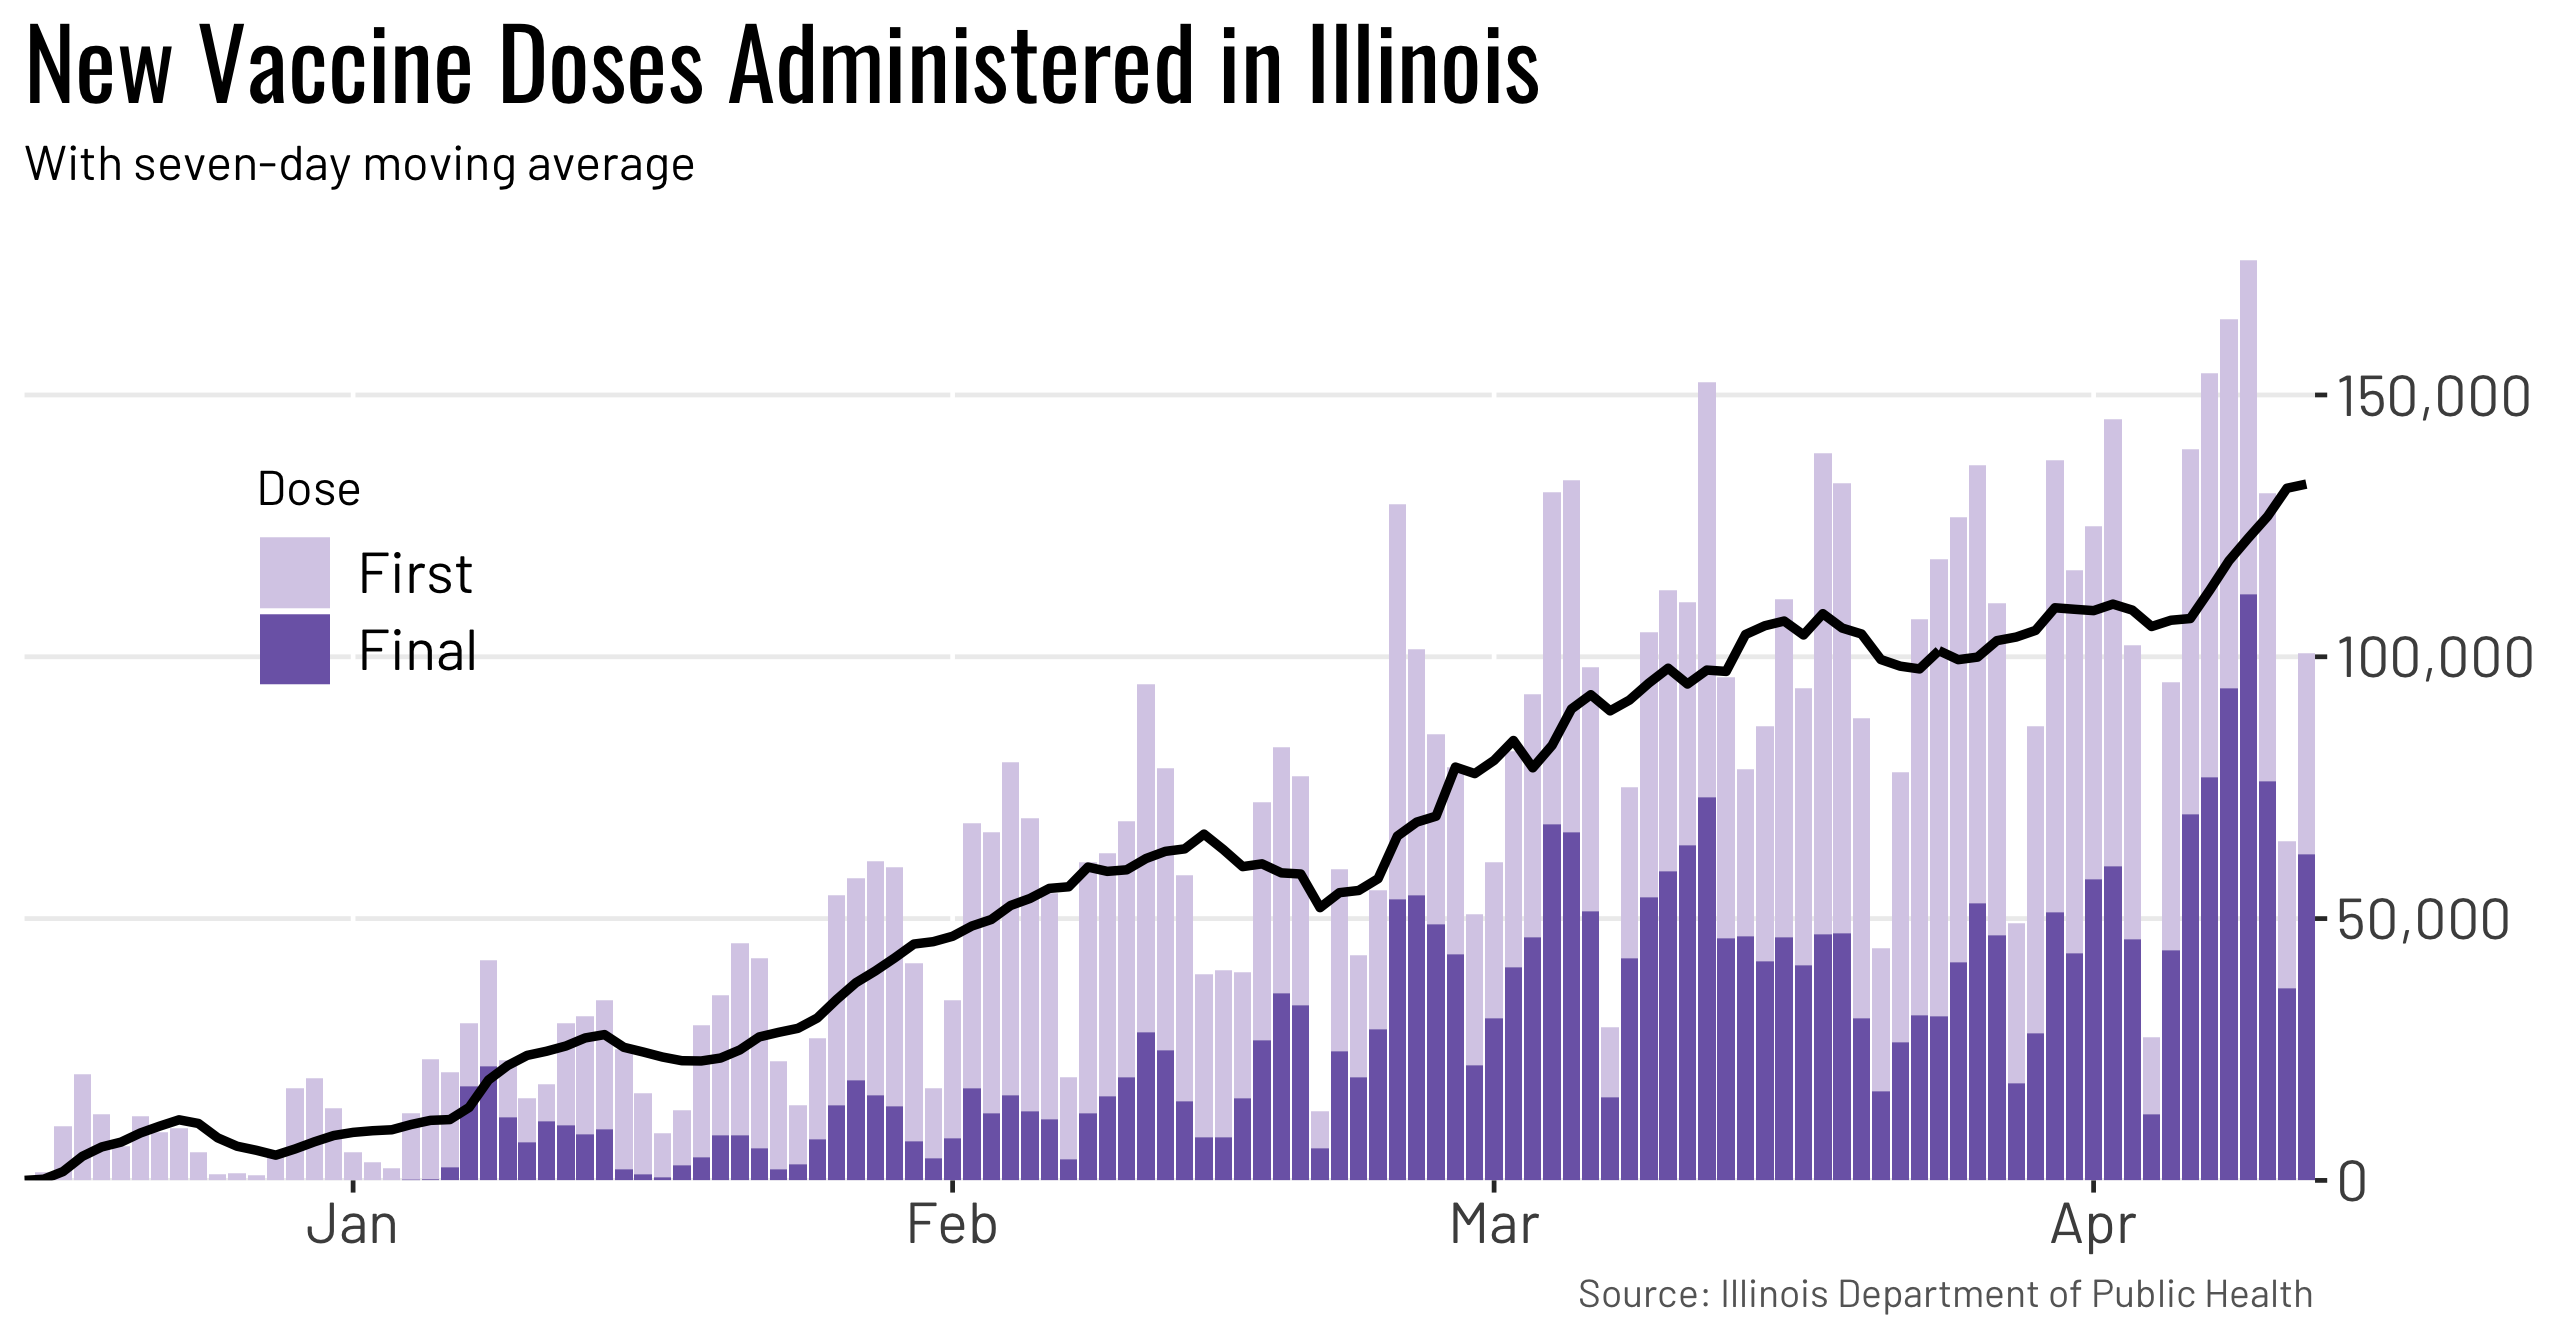 New Vaccine Doses Administered in Illinois
With seven-day moving average
150,000
Dose
First
Final
100,000
50,000
0
Jan Feb Mar Apr
Source: Illinois Department of Public Health